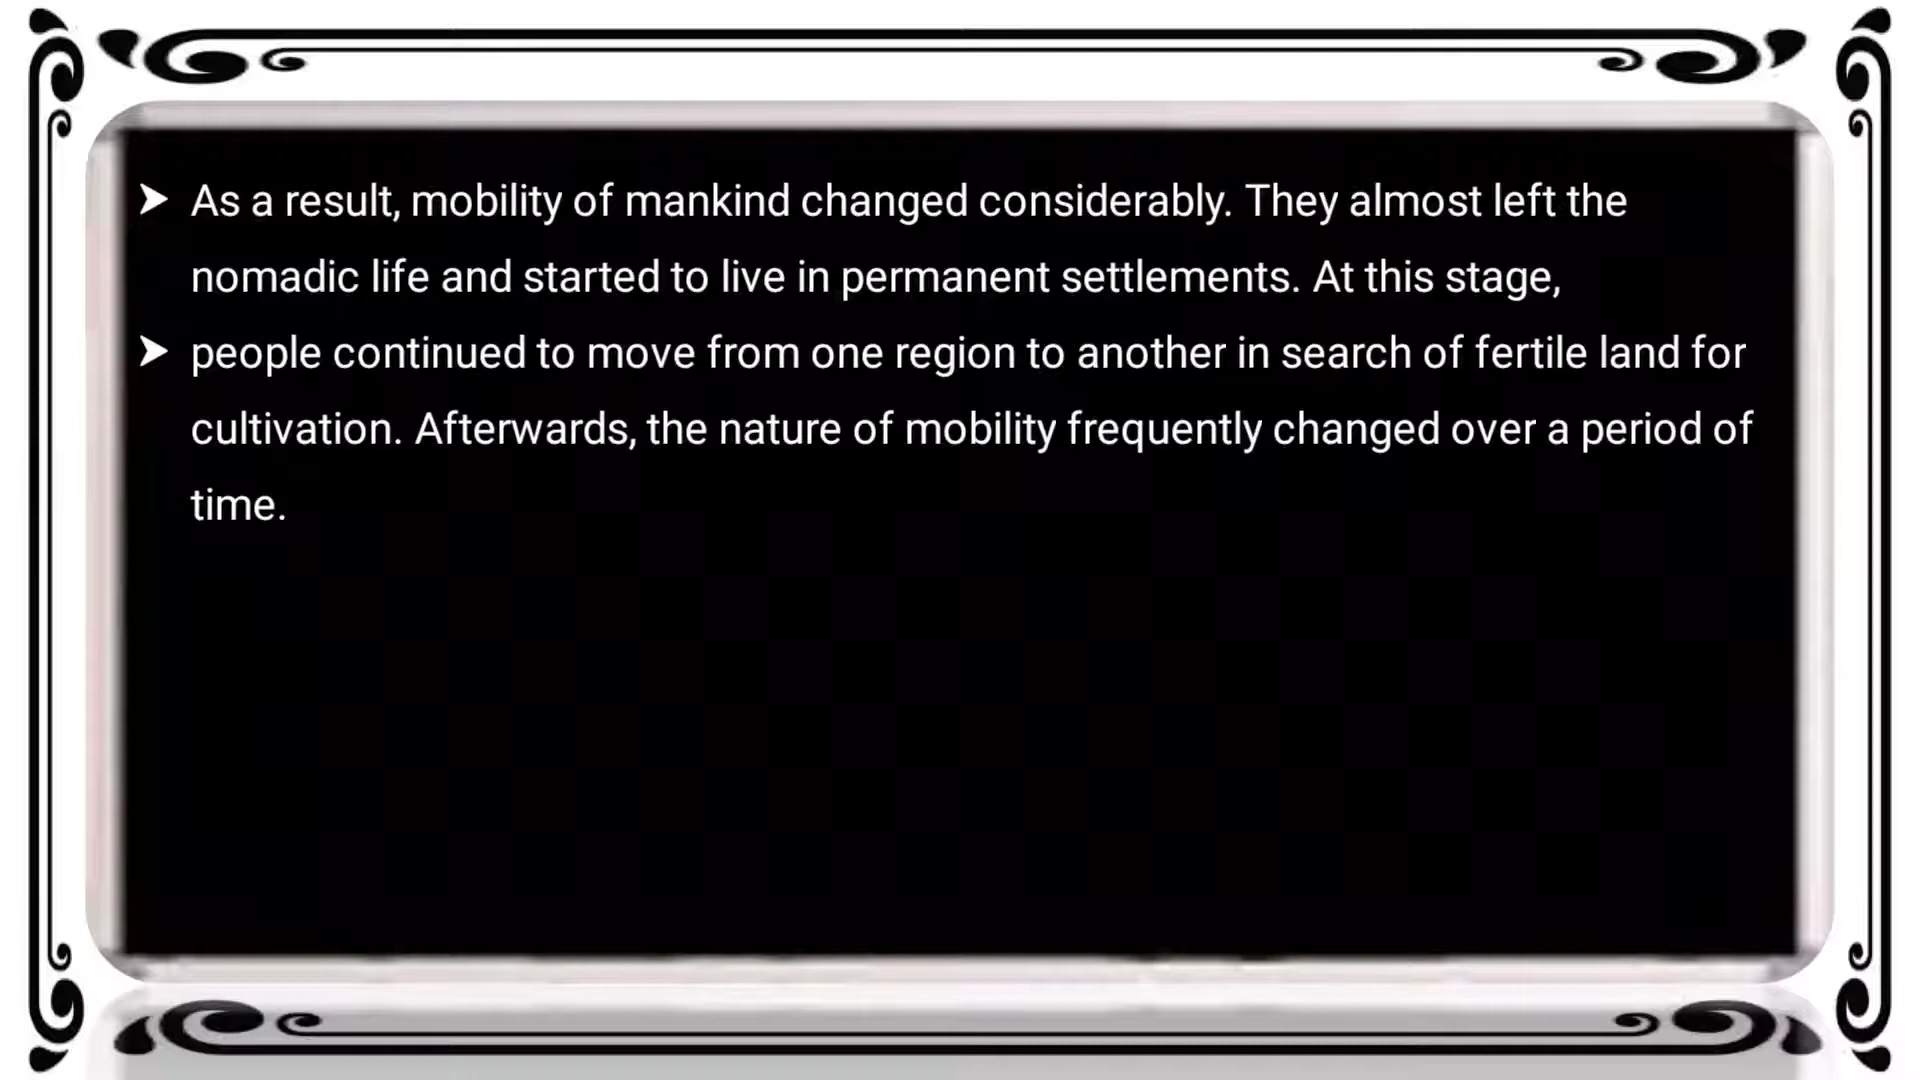 ➤ As a result, mobility of mankind changed considerably. They almost left the
nomadic life and started to live in permanent settlements. At this stage,
➤ people continued to move from one region to another in search of fertile land for
cultivation. Afterwards, the nature of mobility frequently changed over a period of
time.